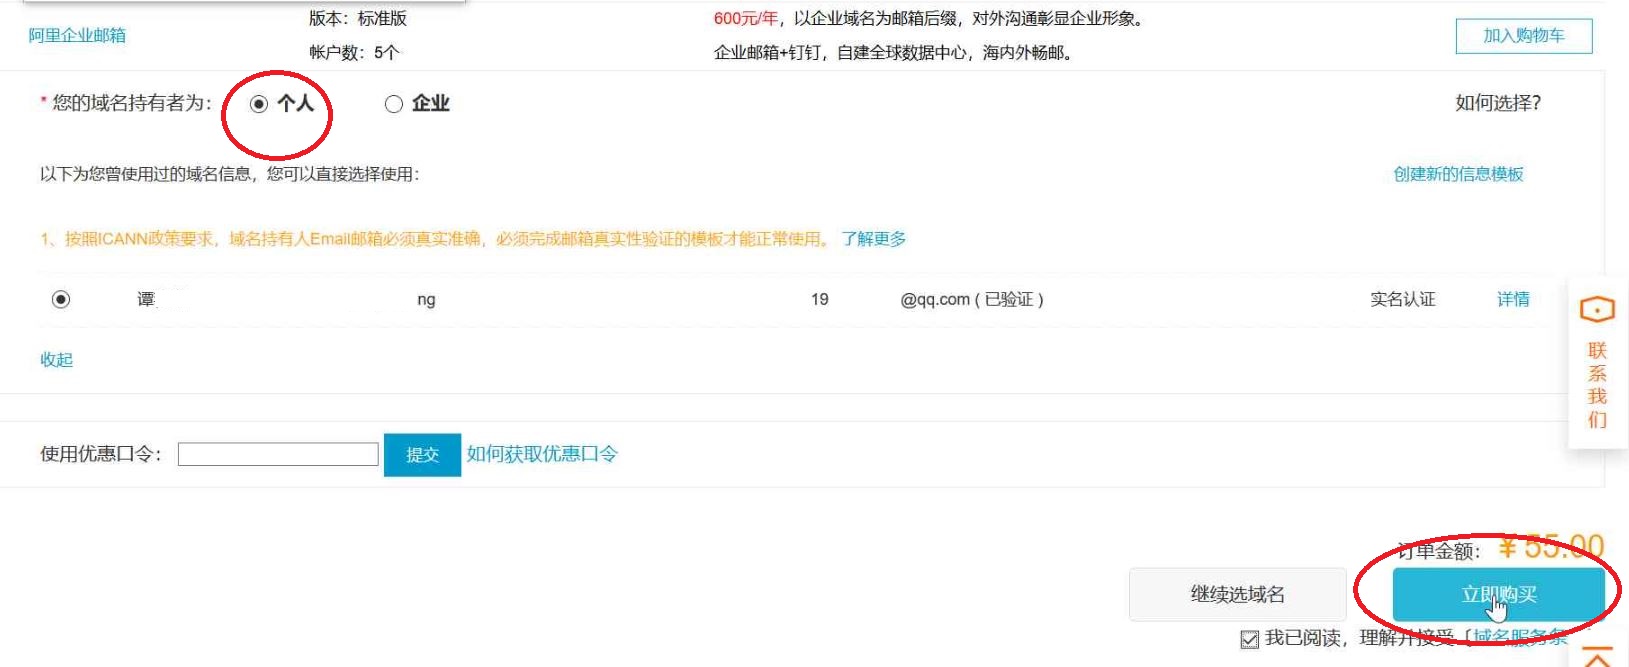 阿里企业邮箱
版本：标准版
帐户数：5个
600元/年，以企业域名为邮箱后缀，对外沟通彰显企业形象。
企业邮箱+钉钉，自建全球数据中心，海内外畅邮。
加入购物车
* 您的域名持有者为： 个人 企业 如何选择？
以下为您曾使用过的域名信息，您可以直接选择使用： 创建新的信息模板
1、按照ICANN政策要求，域名持有人Email邮箱必须真实准确，必须完成邮箱真实性验证的模板才能正常使用。 了解更多
谭 ng 19 @qq.com ( 已验证 ) 实名认证 详情
收起
联系我们
使用优惠口令： 提交 如何获取优惠口令
订单金额： ¥ 55.00
继续选域名 立即购买
我已阅读，理解并接受〔域名服务条